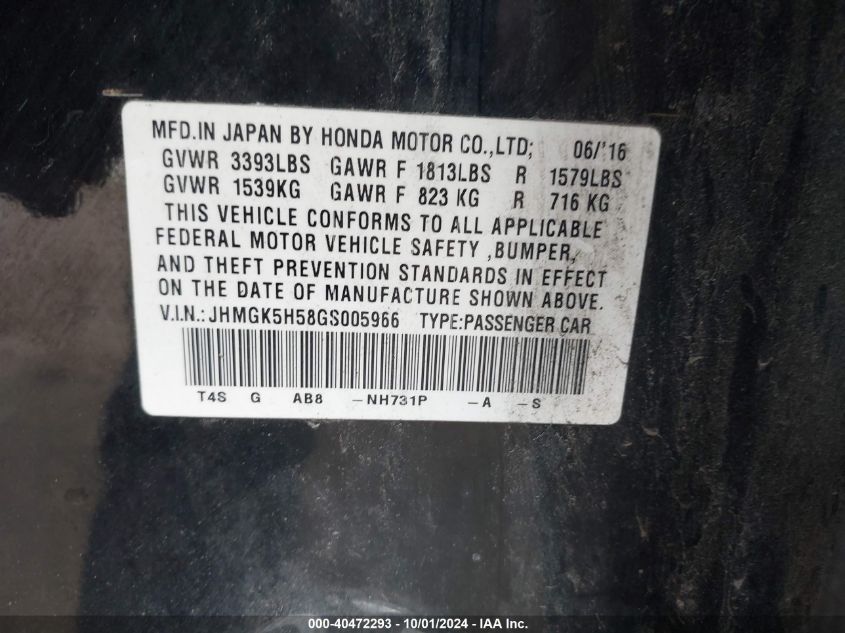 MFD.IN JAPAN BY HONDA MOTOR CO.,LTD; 06/'16
GVWR 3393LBS GAWR F 1813LBS R 1579LBS
GVWR 1539KG GAWR F 823 KG R 716 KG
THIS VEHICLE CONFORMS TO ALL APPLICABLE
FEDERAL MOTOR VEHICLE SAFETY ,BUMPER,
AND THEFT PREVENTION STANDARDS IN EFFECT
ON THE DATE OF MANUFACTURE SHOWN ABOVE.
V.I.N.: JHMGK5H58GS005966 TYPE:PASSENGER CAR
T4S G AB8 -NH731P -A -S
000-40472293 - 10/01/2024 - IAA Inc.